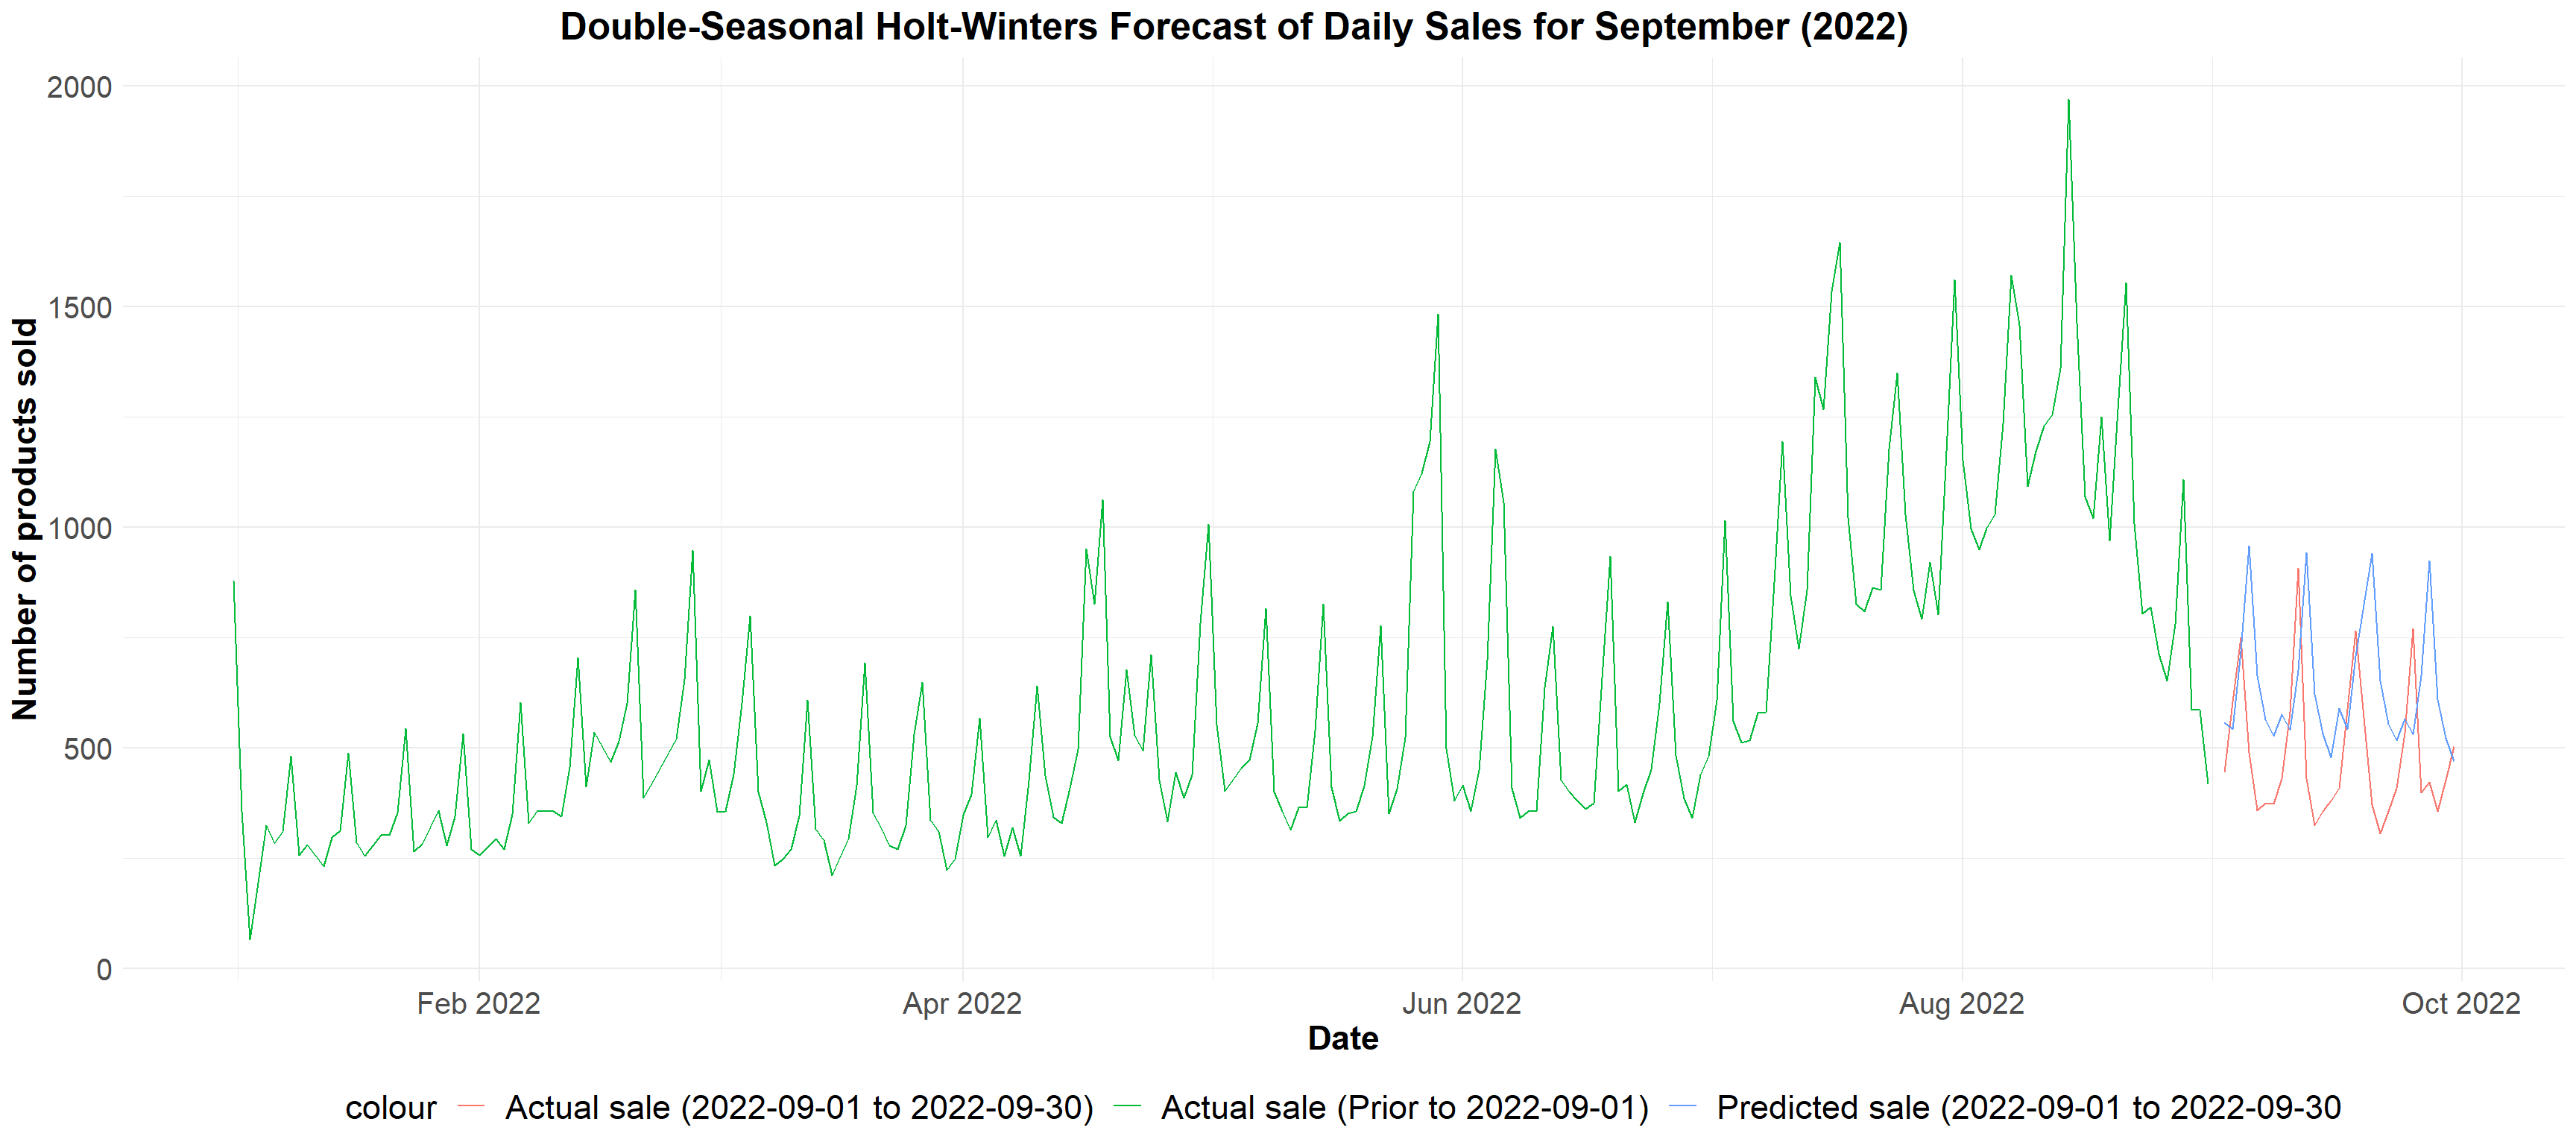 Double-Seasonal Holt-Winters Forecast of Daily Sales for September (2022)
Number of products sold
2000
1500
1000
500
0
Feb 2022
Apr 2022
Jun 2022
Aug 2022
Oct 2022
Date
colour
Actual sale (2022-09-01 to 2022-09-30)
Actual sale (Prior to 2022-09-01)
Predicted sale (2022-09-01 to 2022-09-30